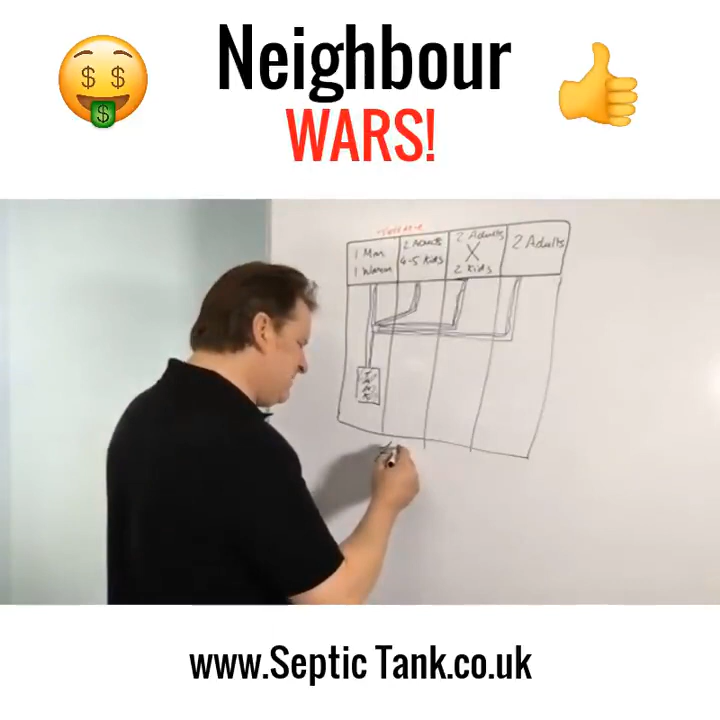 Neighbour
WARS!
Terrace
1 Man
1 Woman
2 Adults
4-5 Kids
2 Adults
X
2 Kids
2 Adults
www.Septic Tank.co.uk